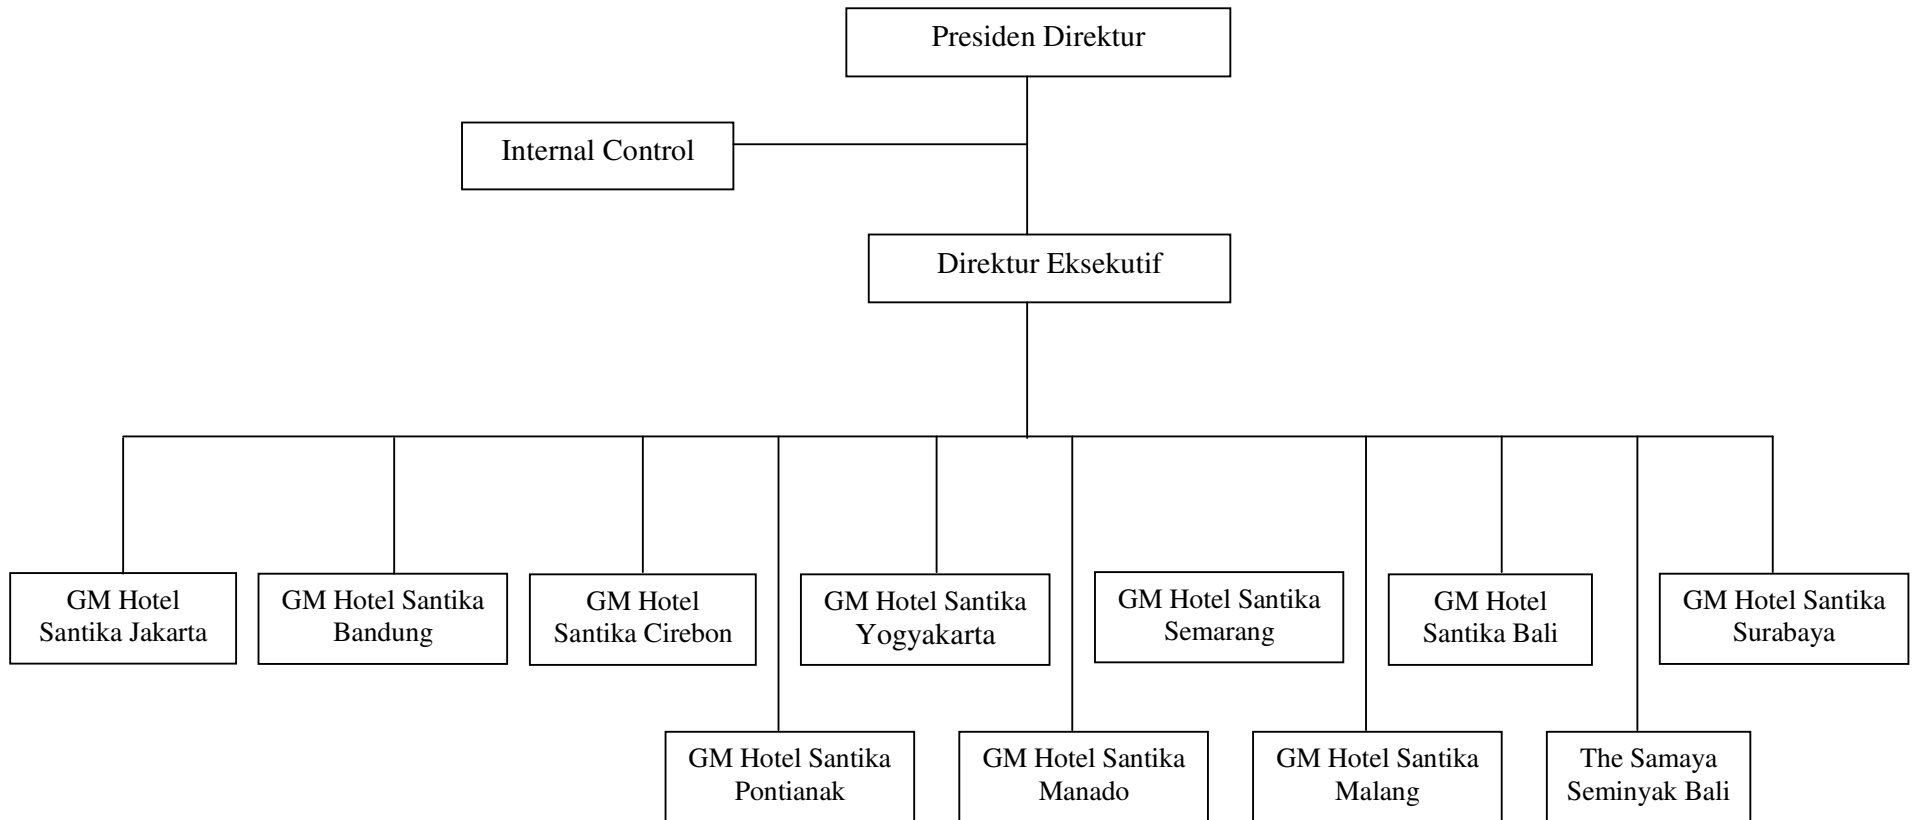 Presiden Direktur
Internal Control
Direktur Eksekutif
GM Hotel
Santika Jakarta
GM Hotel Santika
Bandung
GM Hotel
Santika Cirebon
GM Hotel Santika
Yogyakarta
GM Hotel Santika
Semarang
GM Hotel
Santika Bali
GM Hotel Santika
Surabaya
GM Hotel Santika
Pontianak
GM Hotel Santika
Manado
GM Hotel Santika
Malang
The Samaya
Seminyak Bali